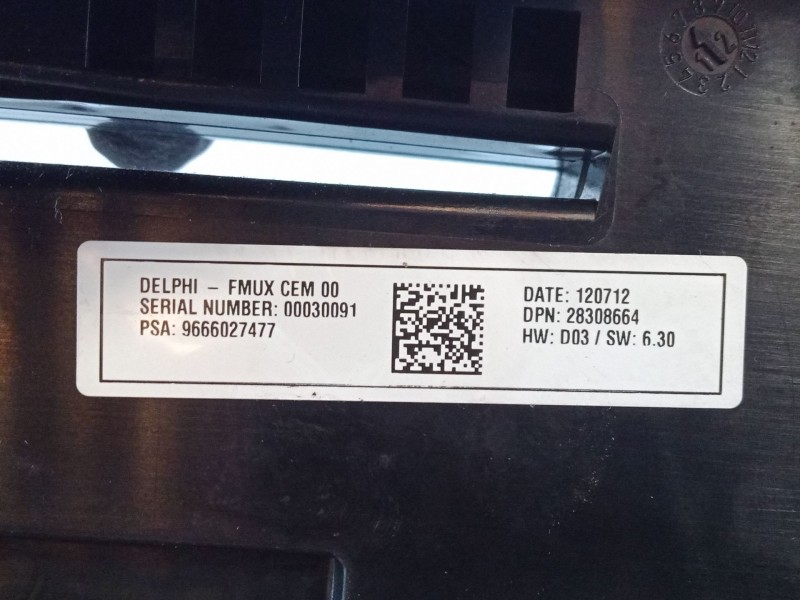 DELPHI - FMUX CEM 00
SERIAL NUMBER: 00030091
PSA: 9666027477
DATE: 120712
DPN: 28308664
HW: D03 / SW: 6.30